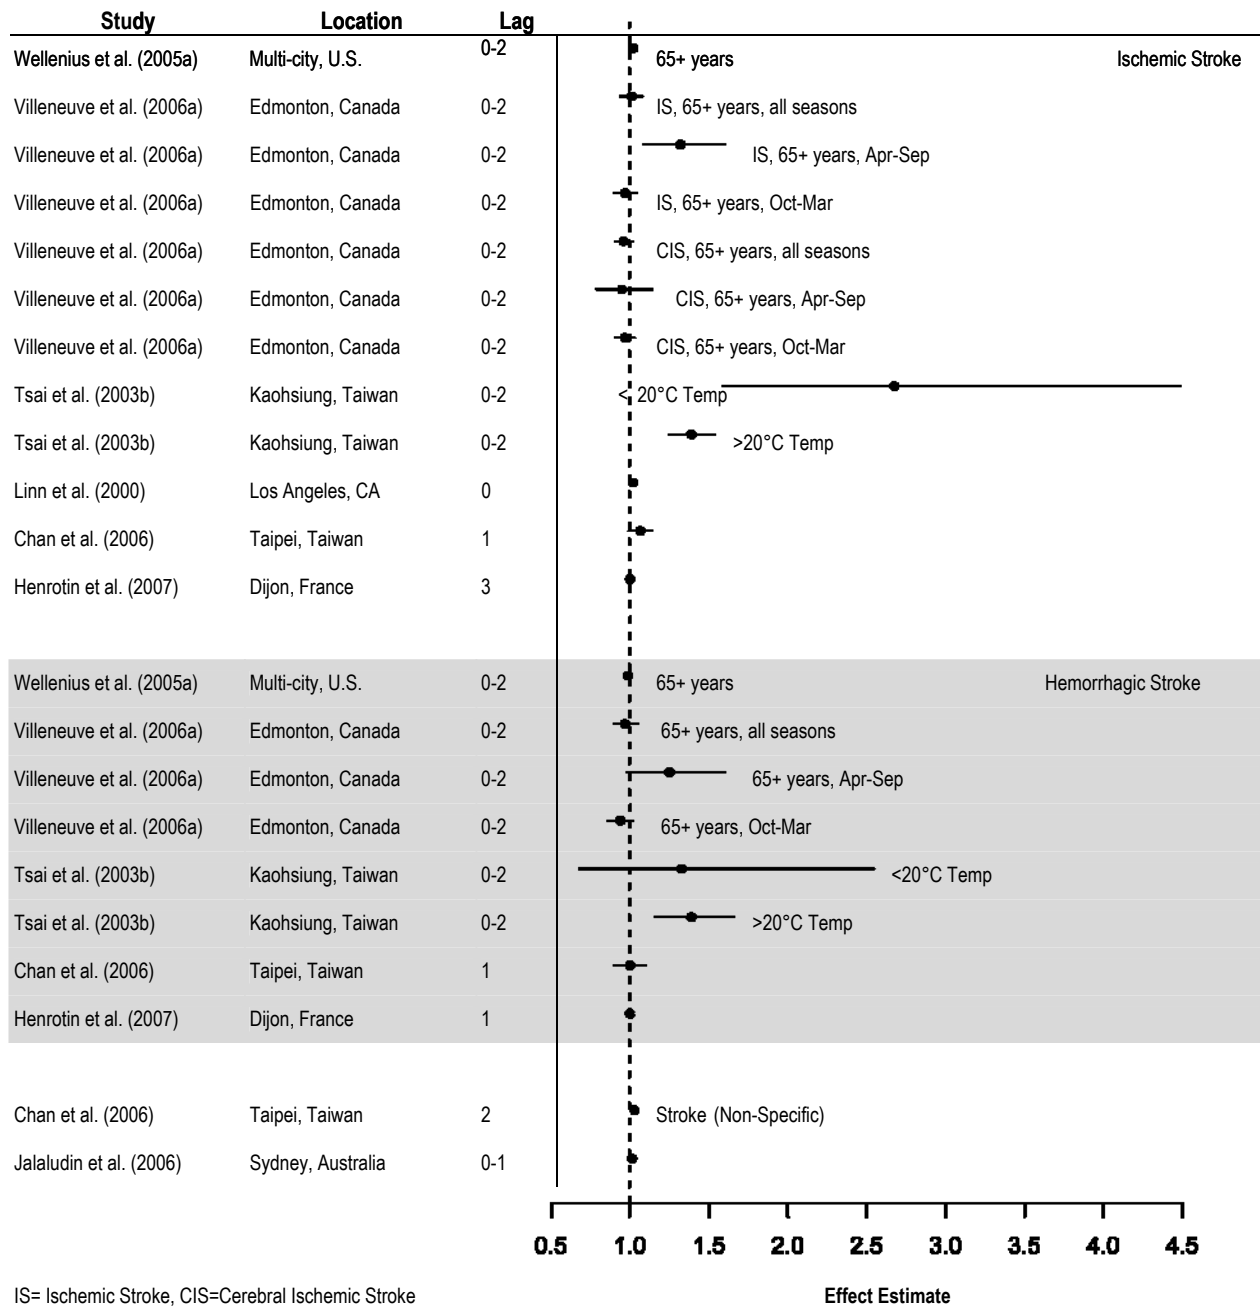 Study Location Lag
Wellenius et al. (2005a) Multi-city, U.S. 0-2 65+ years Ischemic Stroke
Villeneuve et al. (2006a) Edmonton, Canada 0-2 IS, 65+ years, all seasons
Villeneuve et al. (2006a) Edmonton, Canada 0-2 IS, 65+ years, Apr-Sep
Villeneuve et al. (2006a) Edmonton, Canada 0-2 IS, 65+ years, Oct-Mar
Villeneuve et al. (2006a) Edmonton, Canada 0-2 CIS, 65+ years, all seasons
Villeneuve et al. (2006a) Edmonton, Canada 0-2 CIS, 65+ years, Apr-Sep
Villeneuve et al. (2006a) Edmonton, Canada 0-2 CIS, 65+ years, Oct-Mar
Tsai et al. (2003b) Kaohsiung, Taiwan 0-2 < 20°C Temp
Tsai et al. (2003b) Kaohsiung, Taiwan 0-2 >20°C Temp
Linn et al. (2000) Los Angeles, CA 0
Chan et al. (2006) Taipei, Taiwan 1
Henrotin et al. (2007) Dijon, France 3
Wellenius et al. (2005a) Multi-city, U.S. 0-2 65+ years Hemorrhagic Stroke
Villeneuve et al. (2006a) Edmonton, Canada 0-2 65+ years, all seasons
Villeneuve et al. (2006a) Edmonton, Canada 0-2 65+ years, Apr-Sep
Villeneuve et al. (2006a) Edmonton, Canada 0-2 65+ years, Oct-Mar
Tsai et al. (2003b) Kaohsiung, Taiwan 0-2 <20°C Temp
Tsai et al. (2003b) Kaohsiung, Taiwan 0-2 >20°C Temp
Chan et al. (2006) Taipei, Taiwan 1
Henrotin et al. (2007) Dijon, France 1
Chan et al. (2006) Taipei, Taiwan 2 Stroke (Non-Specific)
Jalaludin et al. (2006) Sydney, Australia 0-1
0.5 1.0 1.5 2.0 2.5 3.0 3.5 4.0 4.5
IS= Ischemic Stroke, CIS=Cerebral Ischemic Stroke Effect Estimate